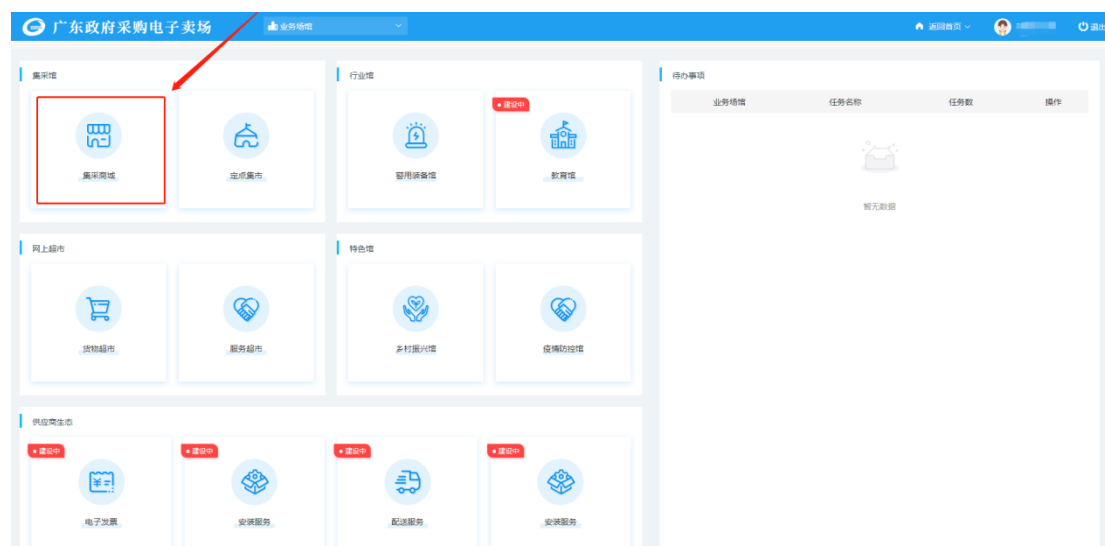 广东政府采购电子卖场
业务场馆
返回首页
退出
集采馆
集采商城
定点集市
行业馆
警用装备馆
建设中
教育馆
待办事项
业务场馆 任务名称 任务数 操作
暂无数据
网上超市
货物超市
服务超市
特色馆
乡村振兴馆
疫情防控馆
供应商生态
建设中
电子发票
建设中
安装服务
建设中
配送服务
建设中
安装服务